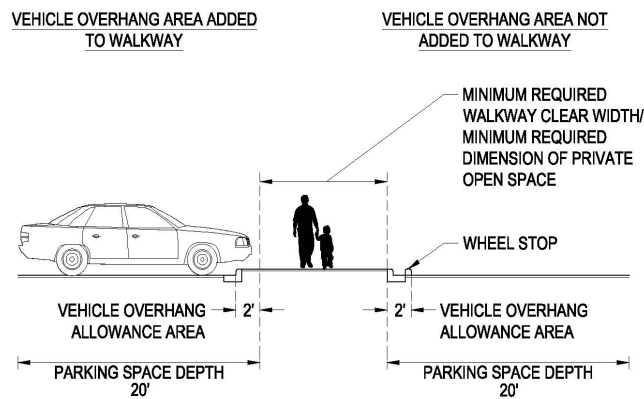 VEHICLE OVERHANG AREA ADDED
TO WALKWAY
VEHICLE OVERHANG AREA NOT
ADDED TO WALKWAY
MINIMUM REQUIRED
WALKWAY CLEAR WIDTH/
MINIMUM REQUIRED
DIMENSION OF PRIVATE
OPEN SPACE
WHEEL STOP
VEHICLE OVERHANG
ALLOWANCE AREA
2'
2'
VEHICLE OVERHANG
ALLOWANCE AREA
PARKING SPACE DEPTH
20'
PARKING SPACE DEPTH
20'